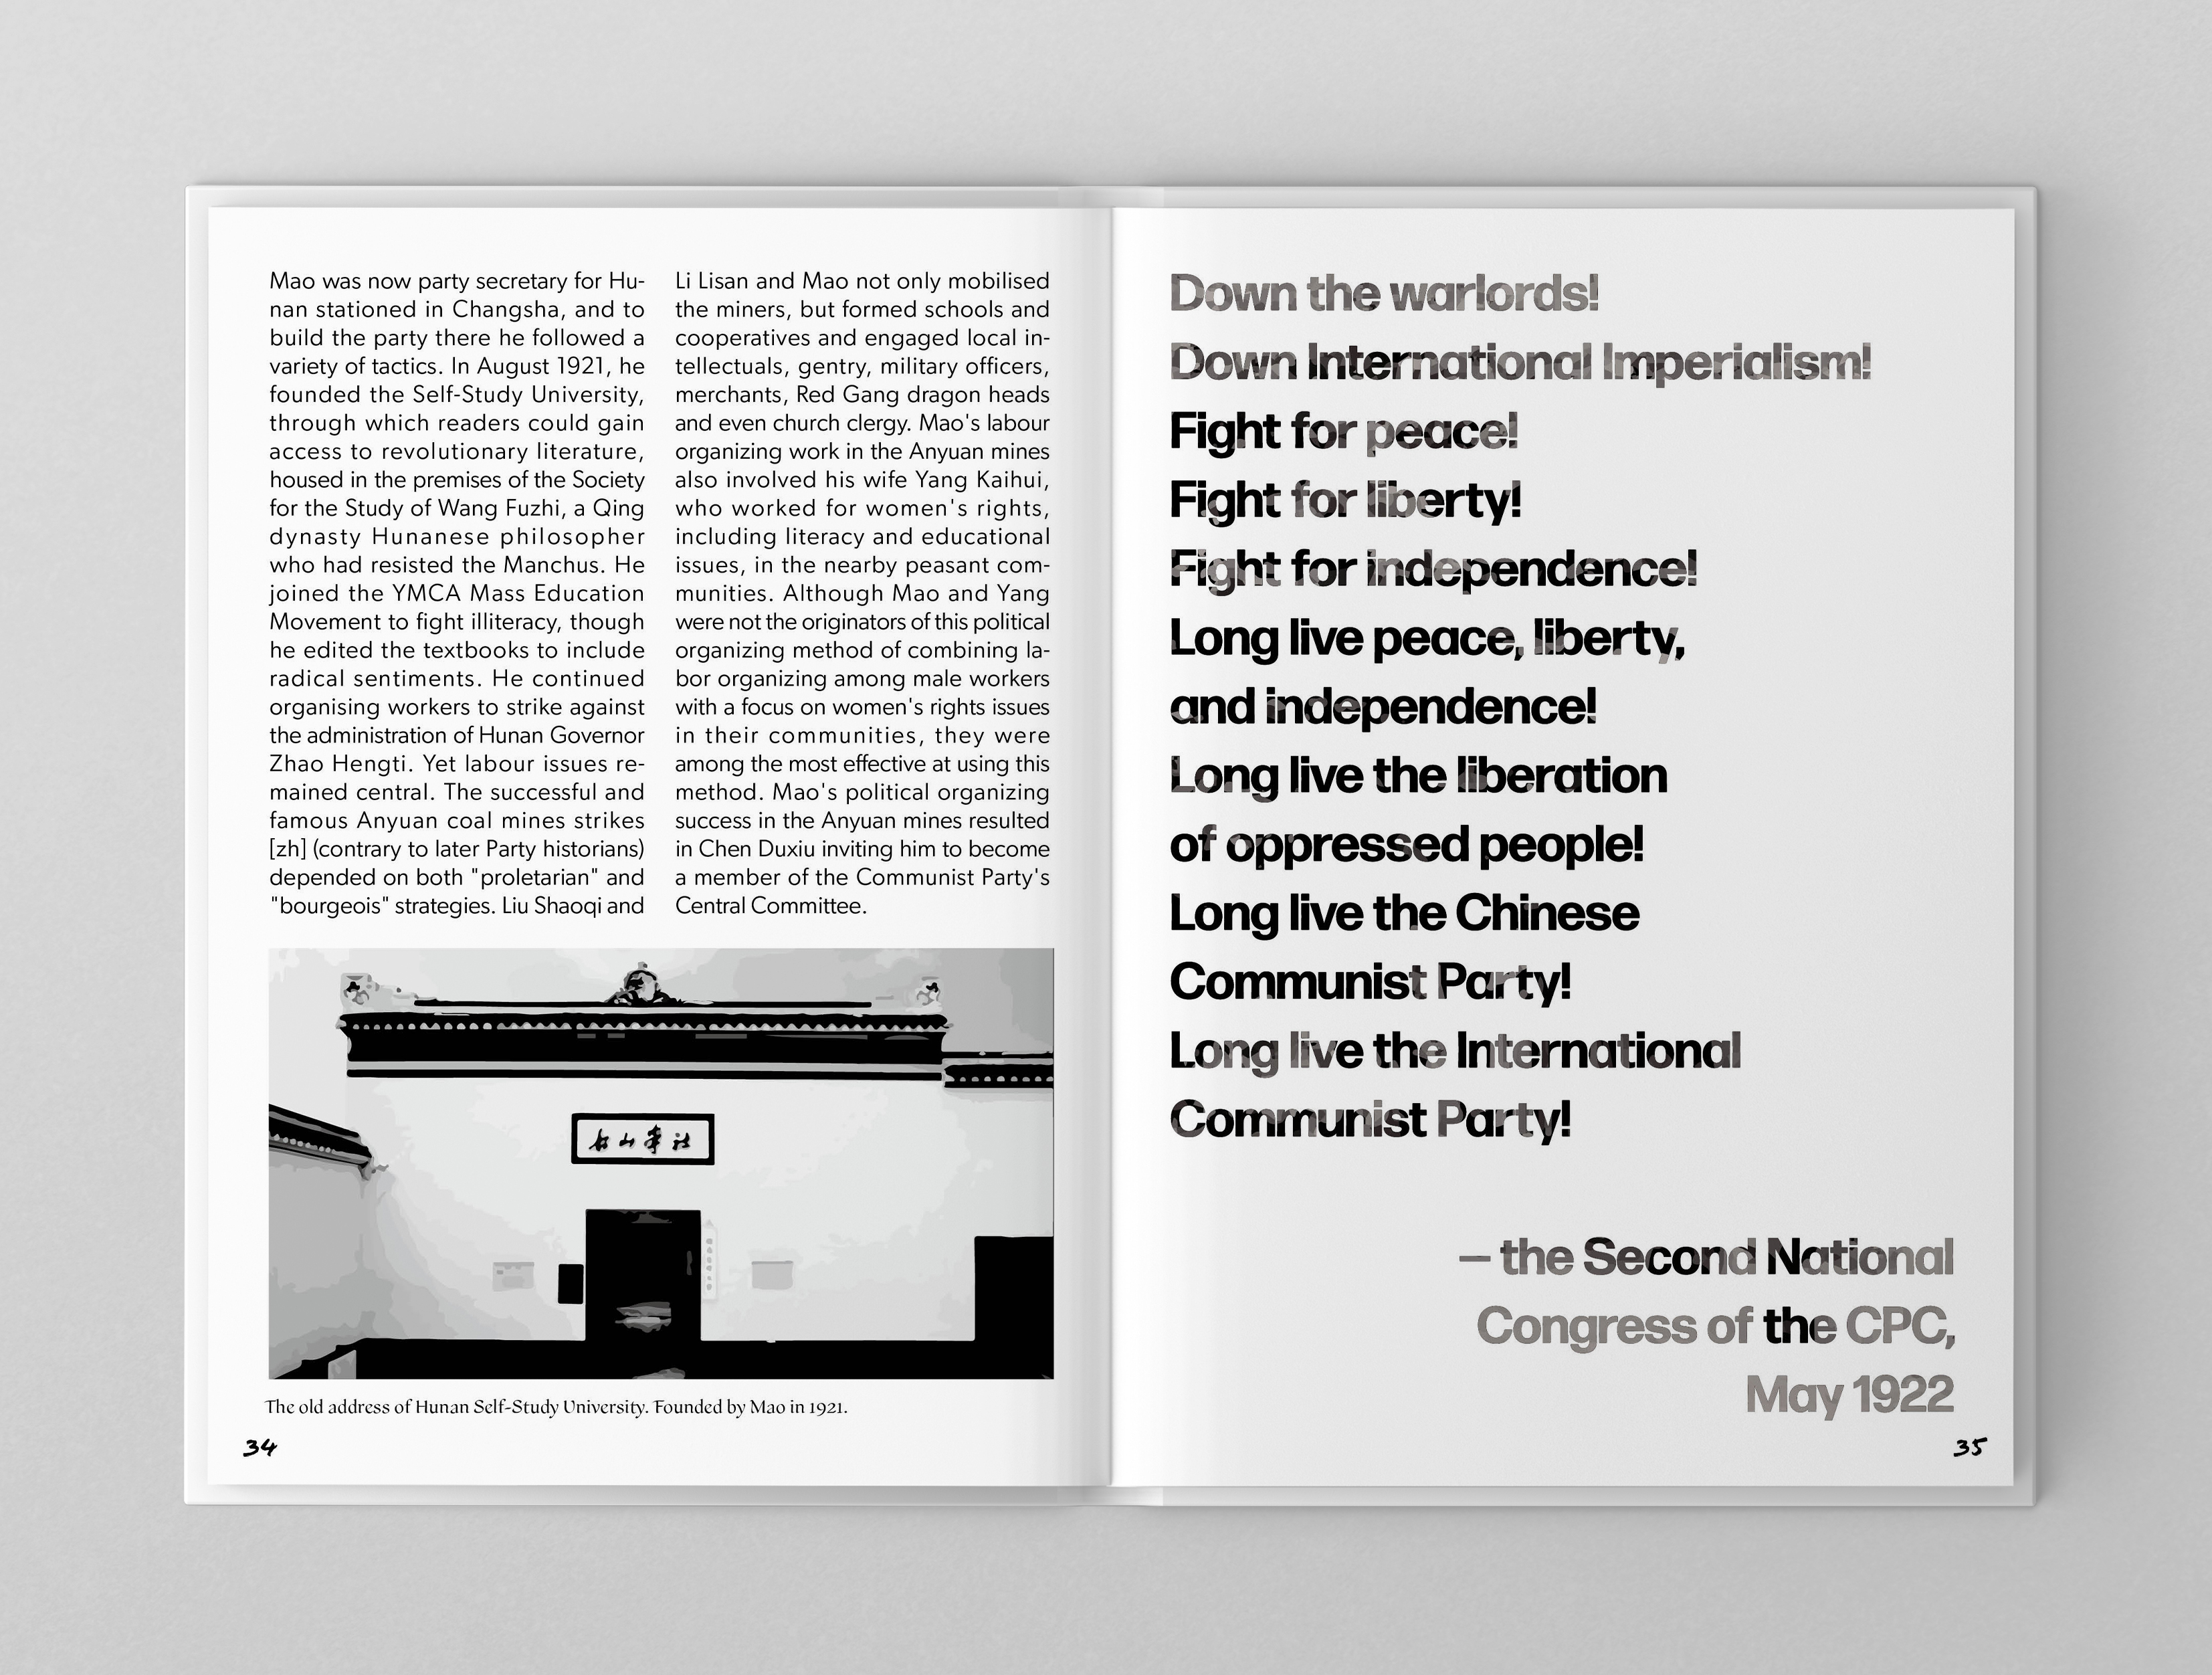 Mao was now party secretary for Hu-
nan stationed in Changsha, and to
build the party there he followed a
variety of tactics. In August 1921, he
founded the Self-Study University,
through which readers could gain
access to revolutionary literature,
housed in the premises of the Society
for the Study of Wang Fuzhi, a Qing
dynasty Hunanese philosopher
who had resisted the Manchus. He
joined the YMCA Mass Education
Movement to fight illiteracy, though
he edited the textbooks to include
radical sentiments. He continued
organising workers to strike against
the administration of Hunan Governor
Zhao Hengti. Yet labour issues re-
mained central. The successful and
famous Anyuan coal mines strikes
[zh] (contrary to later Party historians)
depended on both "proletarian" and
"bourgeois" strategies. Liu Shaoqi and
Li Lisan and Mao not only mobilised
the miners, but formed schools and
cooperatives and engaged local in-
tellectuals, gentry, military officers,
merchants, Red Gang dragon heads
and even church clergy. Mao's labour
organizing work in the Anyuan mines
also involved his wife Yang Kaihui,
who worked for women's rights,
including literacy and educational
issues, in the nearby peasant com-
munities. Although Mao and Yang
were not the originators of this political
organizing method of combining la-
bor organizing among male workers
with a focus on women's rights issues
in their communities, they were
among the most effective at using this
method. Mao's political organizing
success in the Anyuan mines resulted
in Chen Duxiu inviting him to become
a member of the Communist Party's
Central Committee.
船山學社
The old address of Hunan Self-Study University. Founded by Mao in 1921.
34
Down the warlords!
Down International Imperialism!
Fight for peace!
Fight for liberty!
Fight for independence!
Long live peace, liberty,
and independence!
Long live the liberation
of oppressed people!
Long live the Chinese
Communist Party!
Long live the International
Communist Party!
– the Second National
Congress of the CPC,
May 1922
35